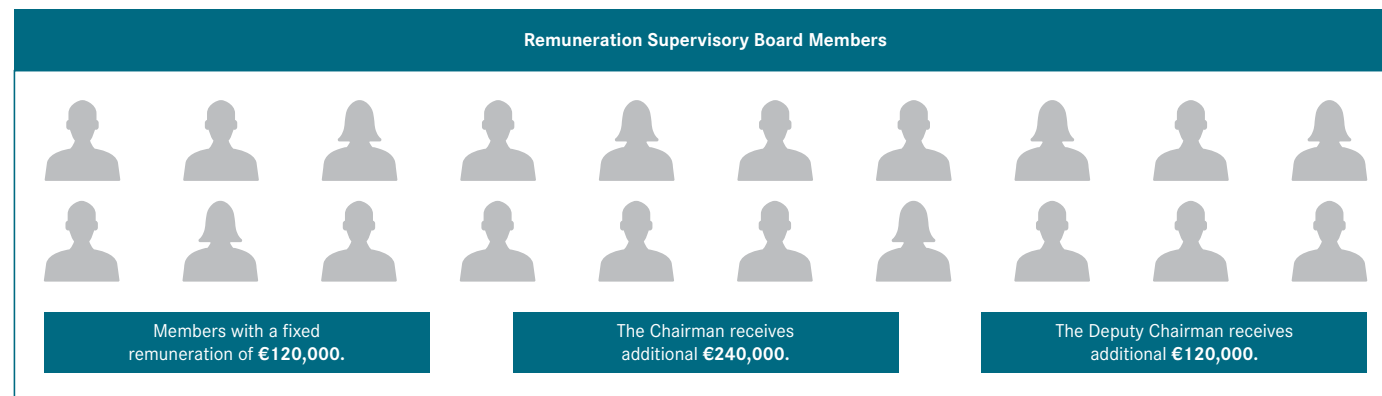 Remuneration Supervisory Board Members
Members with a fixed
remuneration of €120,000.
The Chairman receives
additional €240,000.
The Deputy Chairman receives
additional €120,000.